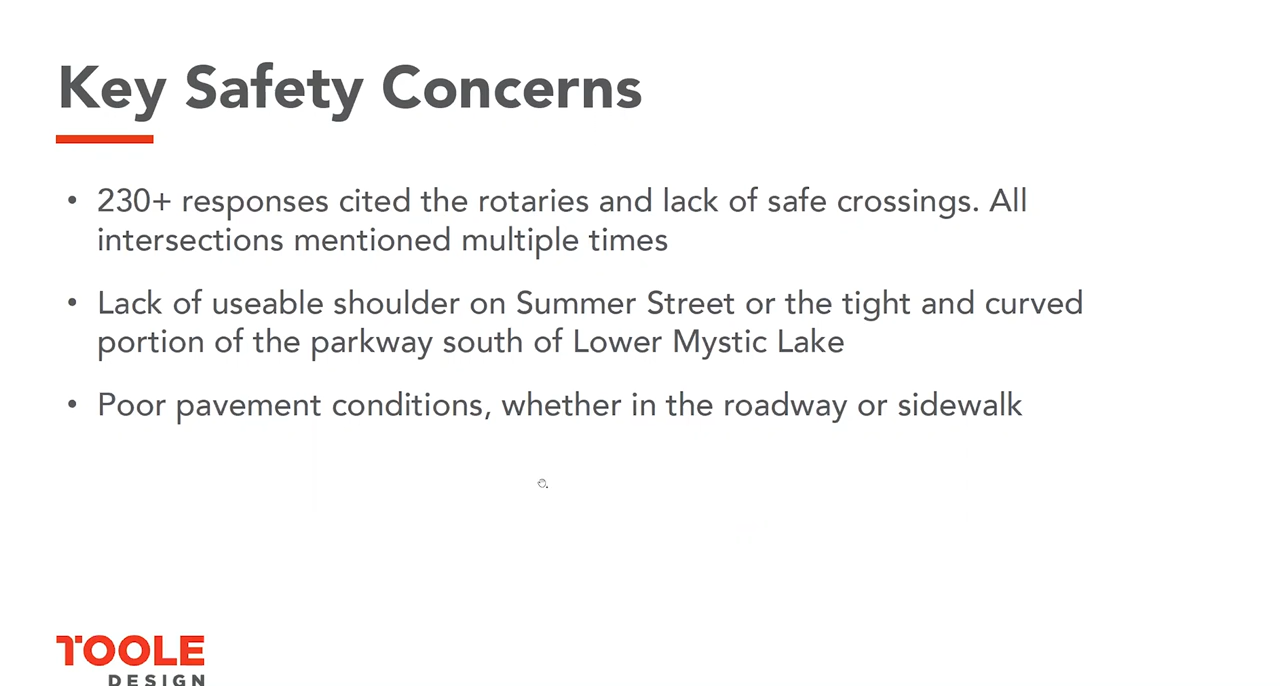 Key Safety Concerns
• 230+ responses cited the rotaries and lack of safe crossings. All
intersections mentioned multiple times
• Lack of useable shoulder on Summer Street or the tight and curved
portion of the parkway south of Lower Mystic Lake
• Poor pavement conditions, whether in the roadway or sidewalk
TOOLE
DESIGN